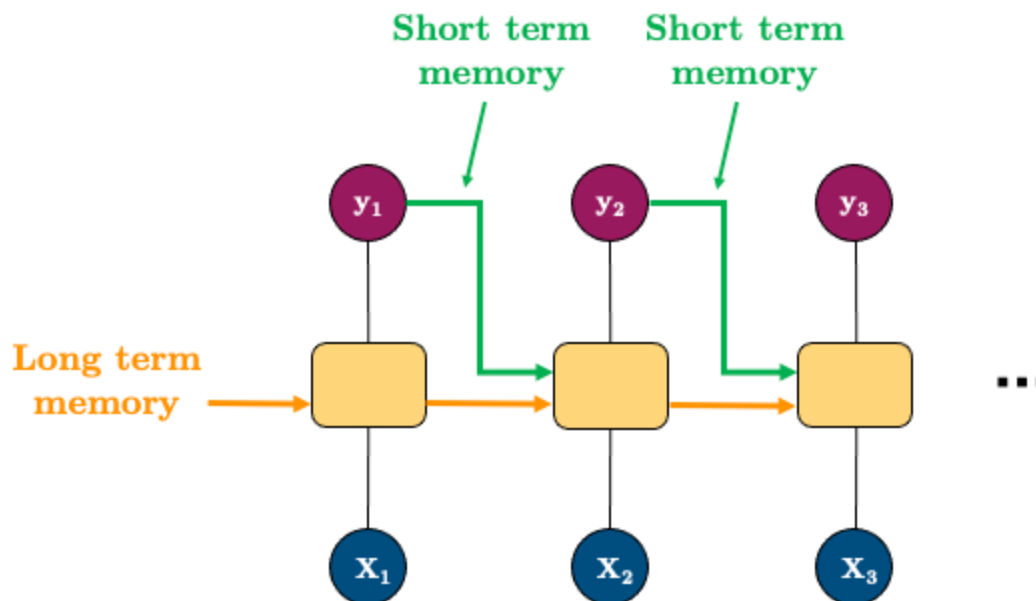 Short term
memory
Short term
memory
y₁
y₂
y₃
Long term
memory
...
X₁
X₂
X₃